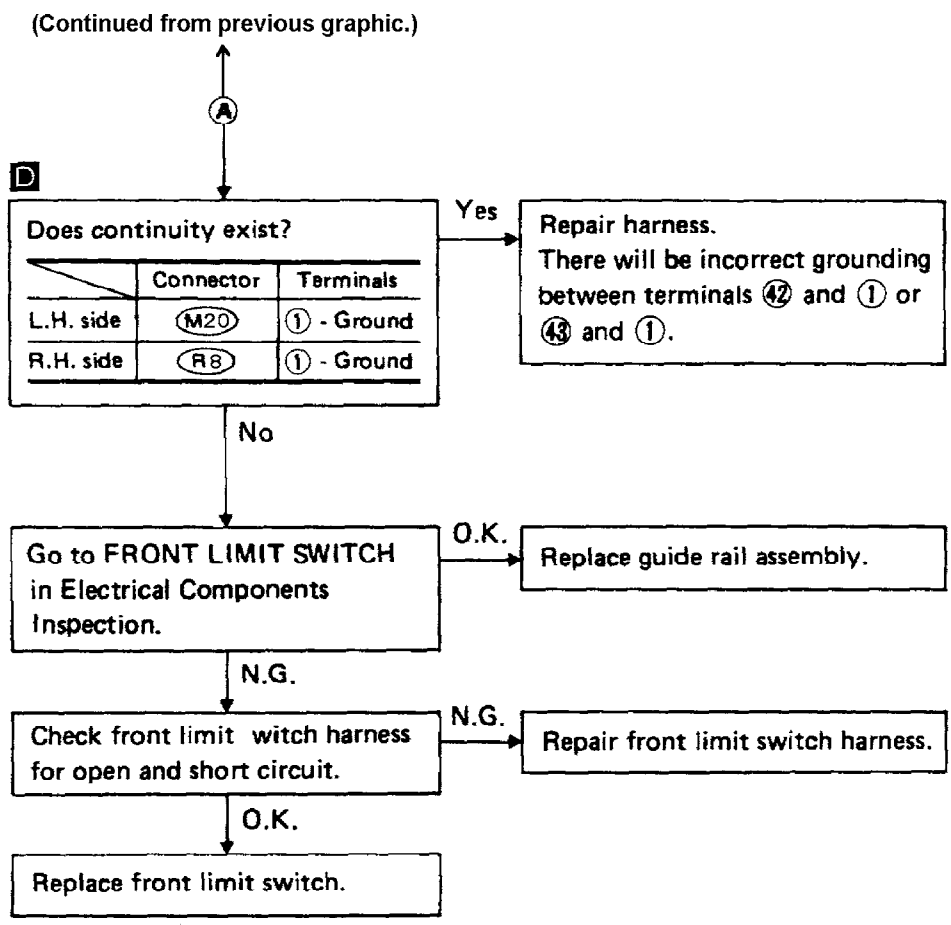 (Continued from previous graphic.)
A
D
Does continuity exist?
Connector Terminals
L.H. side M20 1 - Ground
R.H. side R8 1 - Ground
Yes
Repair harness.
There will be incorrect grounding
between terminals 42 and 1 or
43 and 1.
No
Go to FRONT LIMIT SWITCH
in Electrical Components
Inspection.
O.K.
Replace guide rail assembly.
N.G.
Check front limit witch harness
for open and short circuit.
N.G.
Repair front limit switch harness.
O.K.
Replace front limit switch.